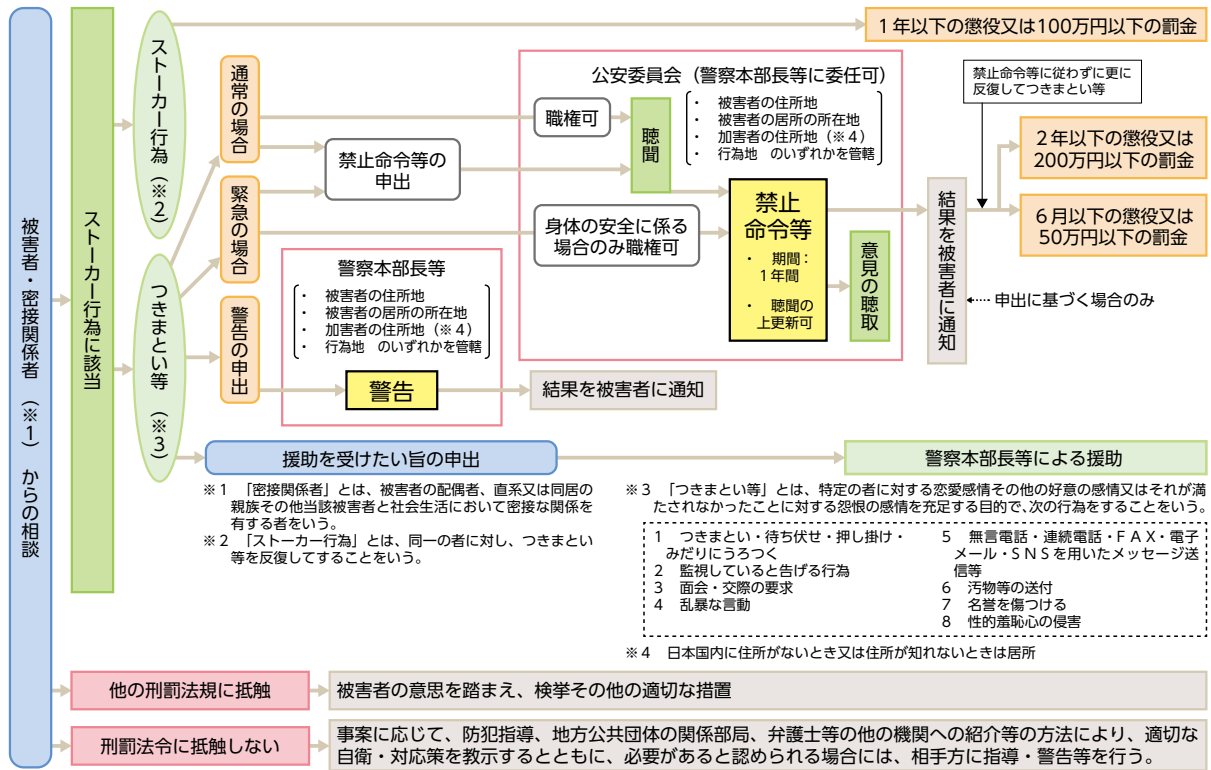 被害者・密接関係者（※１）からの相談
ストーカー行為に該当
ストーカー行為（※２）
つきまとい等（※３）
１年以下の懲役又は100万円以下の罰金
通常の場合
緊急の場合
警告の申出
禁止命令等の
申出
公安委員会（警察本部長等に委任可）
職権可
聴聞
・　被害者の住所地
・　被害者の居所の所在地
・　加害者の住所地（※４）
・　行為地　のいずれかを管轄
身体の安全に係る
場合のみ職権可
禁止
命令等
・　期間：
１年間
・　聴聞の
上更新可
意見の聴取
結果を被害者に通知
禁止命令等に従わずに更に
反復してつきまとい等
２年以下の懲役又は
200万円以下の罰金
６月以下の懲役又は
50万円以下の罰金
申出に基づく場合のみ
警察本部長等
・　被害者の住所地
・　被害者の居所の所在地
・　加害者の住所地（※４）
・　行為地　のいずれかを管轄
警告
結果を被害者に通知
援助を受けたい旨の申出
警察本部長等による援助
※１　「密接関係者」とは、被害者の配偶者、直系又は同居の
親族その他当該被害者と社会生活において密接な関係を
有する者をいう。
※２　「ストーカー行為」とは、同一の者に対し、つきまとい
等を反復してすることをいう。
※３　「つきまとい等」とは、特定の者に対する恋愛感情その他の好意の感情又はそれが満
たされなかったことに対する怨恨の感情を充足する目的で、次の行為をすることをいう。
１　つきまとい・待ち伏せ・押し掛け・
みだりにうろつく
２　監視していると告げる行為
３　面会・交際の要求
４　乱暴な言動
５　無言電話・連続電話・ＦＡＸ・電子
メール・ＳＮＳを用いたメッセージ送
信等
６　汚物等の送付
７　名誉を傷つける
８　性的羞恥心の侵害
※４　日本国内に住所がないとき又は住所が知れないときは居所
他の刑罰法規に抵触
被害者の意思を踏まえ、検挙その他の適切な措置
刑罰法令に抵触しない
事案に応じて、防犯指導、地方公共団体の関係部局、弁護士等の他の機関への紹介等の方法により、適切な
自衛・対応策を教示するとともに、必要があると認められる場合には、相手方に指導・警告等を行う。